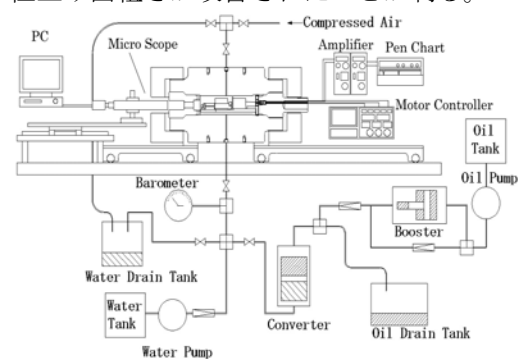 Compressed Air
PC
Micro Scope
Amplifier
Pen Chart
Motor Controller
Oil
Tank
Oil Pump
Barometer
Booster
Water Drain Tank
Water
Tank
Converter
Oil Drain Tank
Water Pump